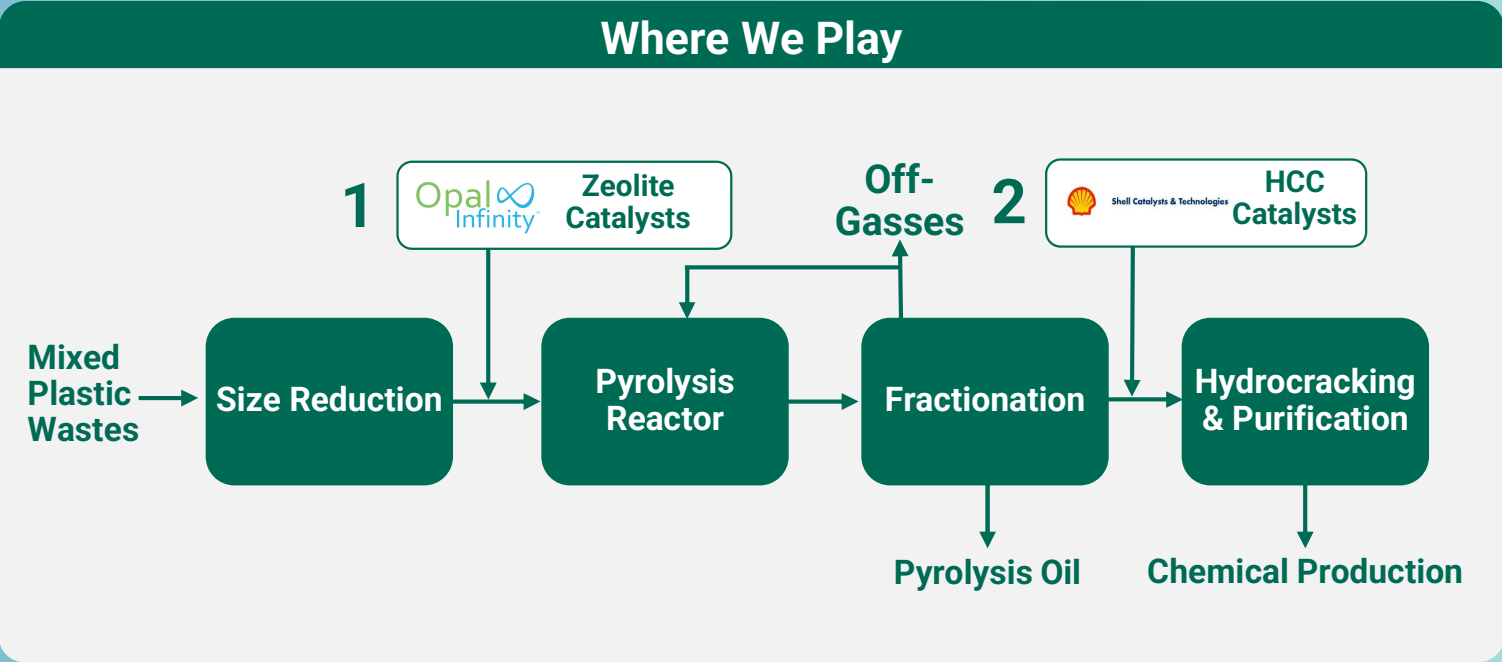 Where We Play
1
Opal
Infinity™
Zeolite
Catalysts
Off-
Gasses
2
Shell Catalysts & Technologies
HCC
Catalysts
Mixed
Plastic
Wastes
Size Reduction
Pyrolysis
Reactor
Fractionation
Hydrocracking
& Purification
Pyrolysis Oil
Chemical Production